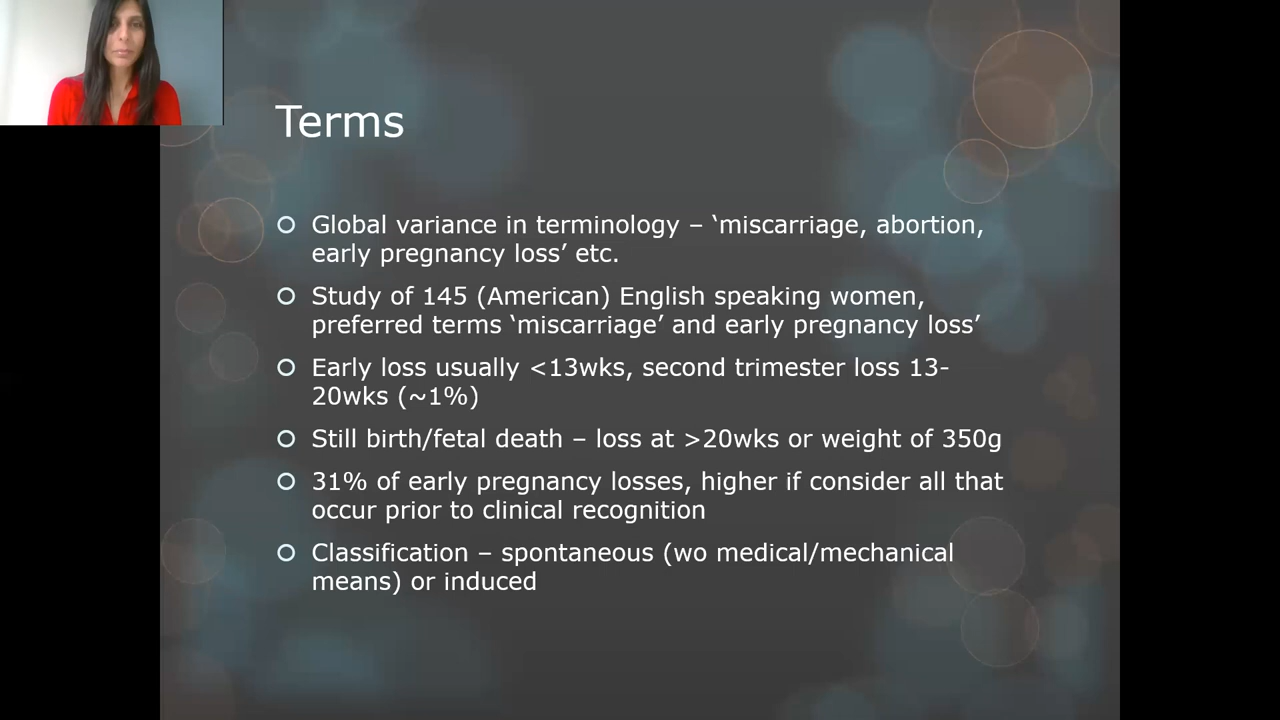 Terms
Global variance in terminology – ‘miscarriage, abortion,
early pregnancy loss’ etc.
Study of 145 (American) English speaking women,
preferred terms ‘miscarriage’ and early pregnancy loss’
Early loss usually <13wks, second trimester loss 13-
20wks (~1%)
Still birth/fetal death – loss at >20wks or weight of 350g
31% of early pregnancy losses, higher if consider all that
occur prior to clinical recognition
Classification – spontaneous (wo medical/mechanical
means) or induced